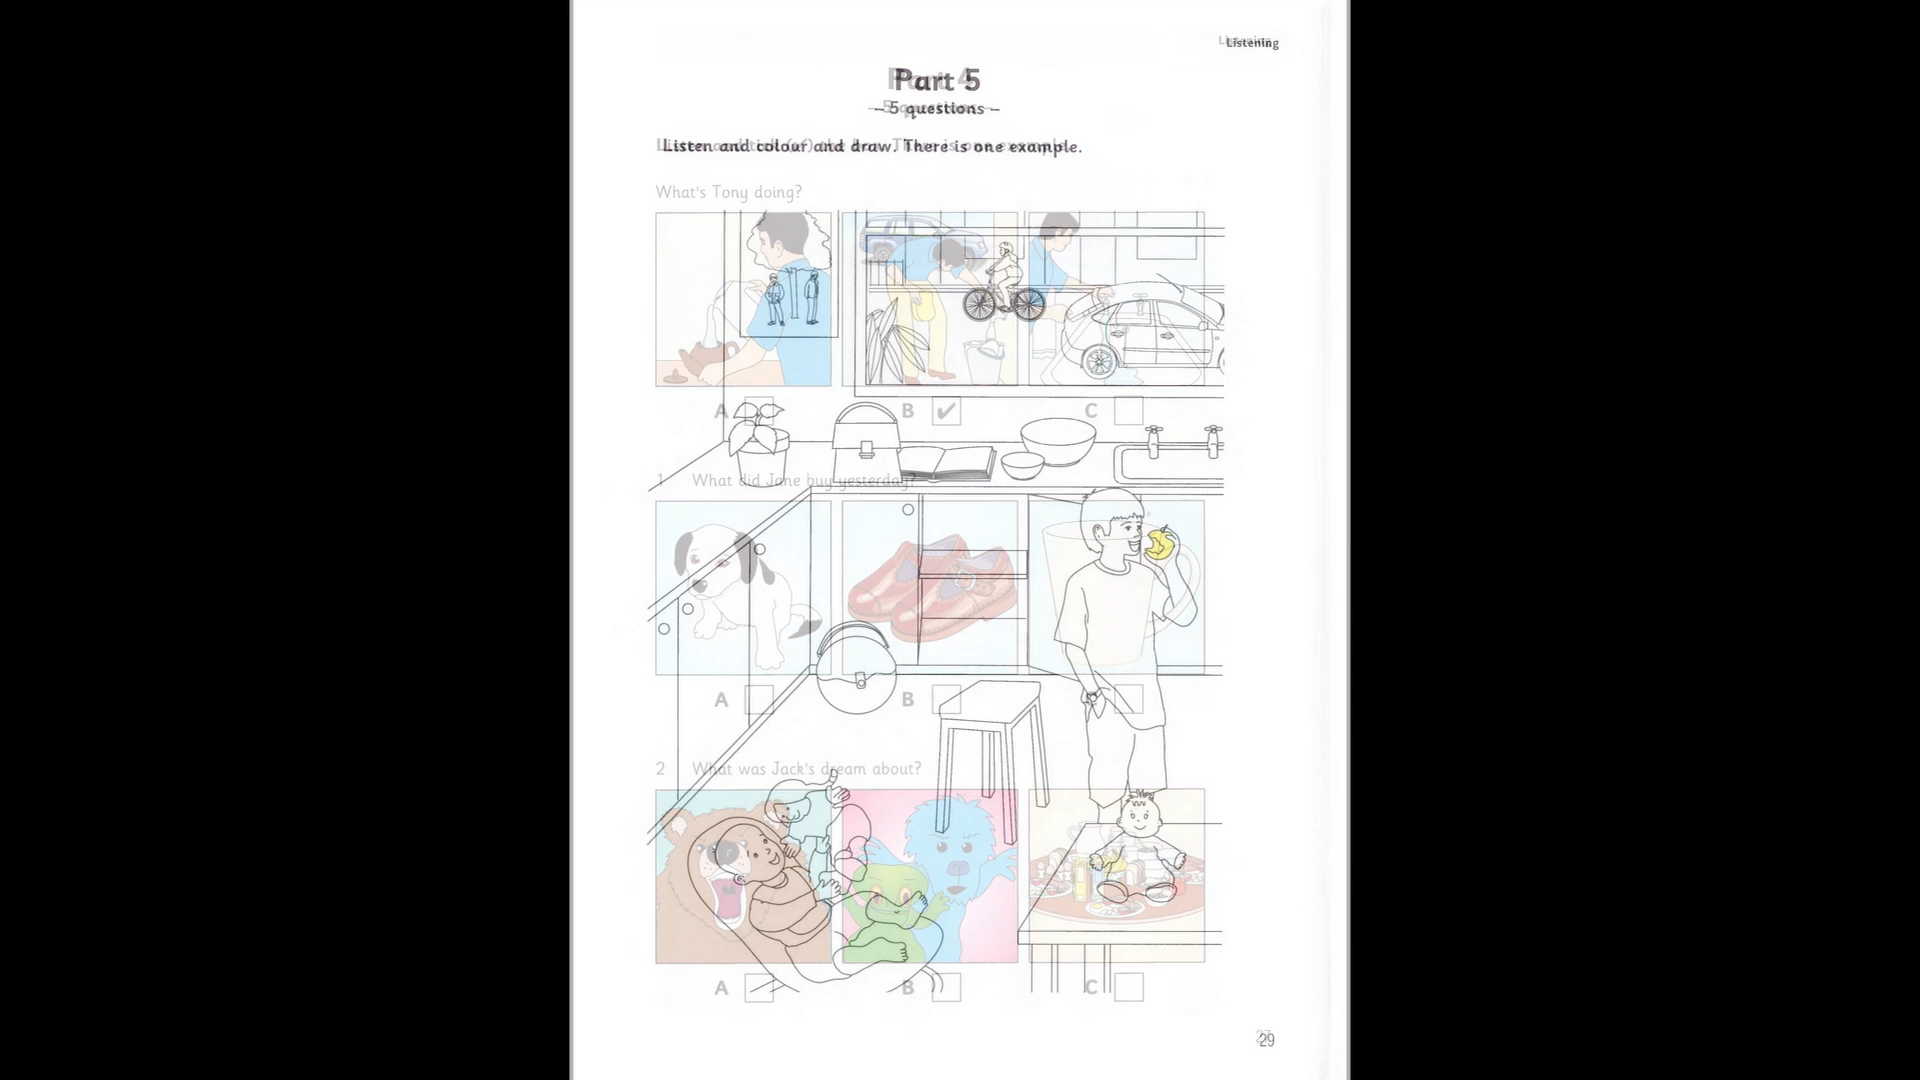 Listening
Part 5
– 5 questions –
Listen and colour and draw. There is one example.
What's Tony doing?
A B ✔ C
1 What did Jane buy yesterday?
A B
2 What was Jack's dream about?
A B C
29